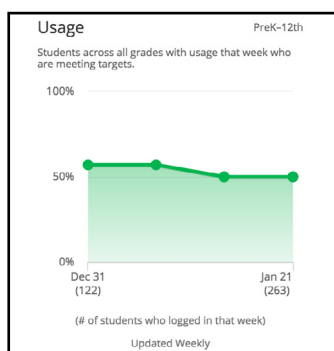 Usage PreK–12th
Students across all grades with usage that week who
are meeting targets.
100%
50%
0%
Dec 31 Jan 21
(122) (263)
(# of students who logged in that week)
Updated Weekly